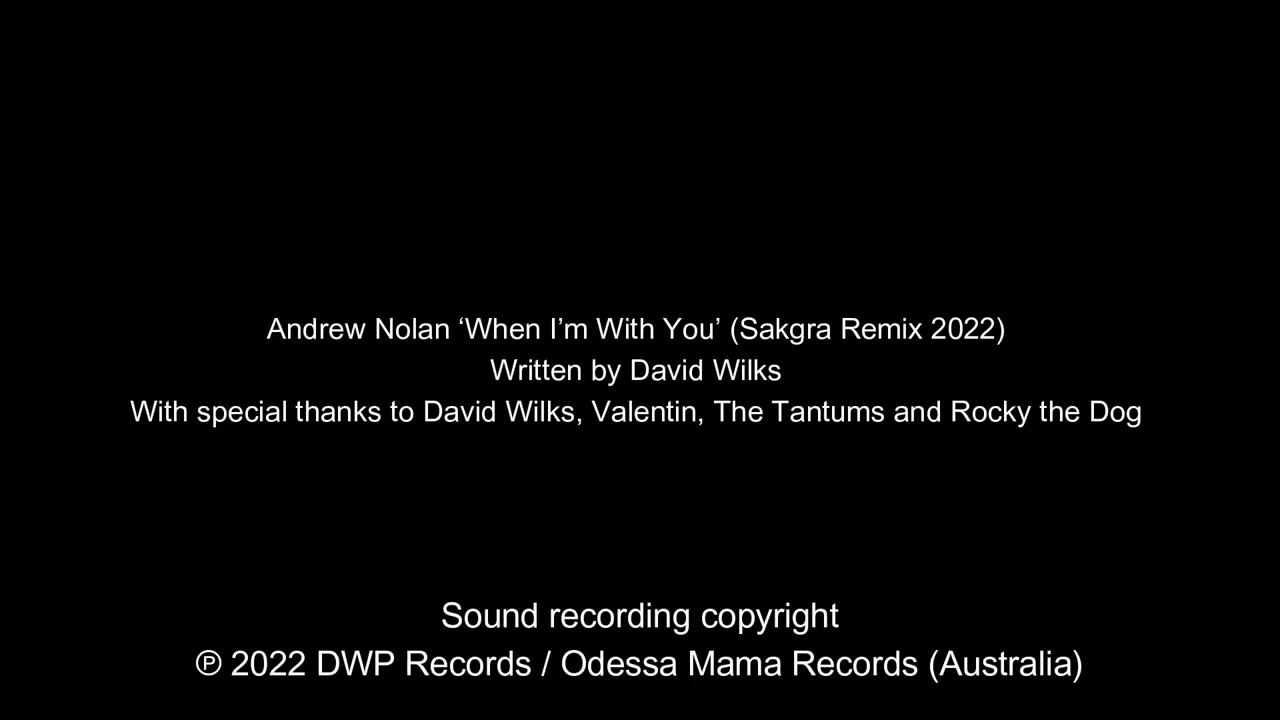 Andrew Nolan ‘When I’m With You’ (Sakgra Remix 2022)
Written by David Wilks
With special thanks to David Wilks, Valentin, The Tantums and Rocky the Dog
Sound recording copyright
℗ 2022 DWP Records / Odessa Mama Records (Australia)